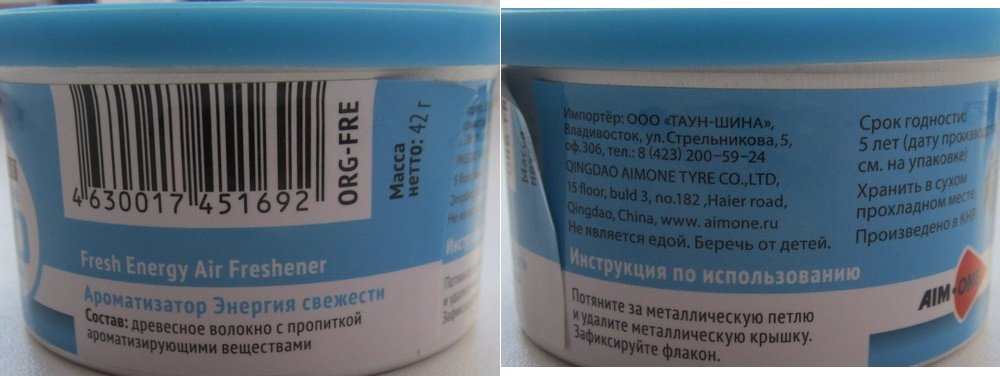 4 630017 451692
ORG-FRE
Масса
нетто: 42 г
Fresh Energy Air Freshener
Ароматизатор Энергия свежести
Состав: древесное волокно с пропиткой
ароматизирующими веществами
Импортёр: ООО «ТАУН-ШИНА»,
Владивосток, ул.Стрельникова, 5,
оф.306, тел.: 8 (423) 200-59-24
QINGDAO AIMONE TYRE CO.,LTD,
15 floor, buld 3, no.182 ,Haier road,
Qingdao, China, www. aimone.ru
Не является едой. Беречь от детей.
Срок годности:
5 лет (дату
см. на упаковке)
Хранить в сухом
прохладном месте.
Произведено в КНР
Инструкция по использованию
Потяните за металлическую петлю
и удалите металлическую крышку.
Зафиксируйте флакон.
AIM-ONE